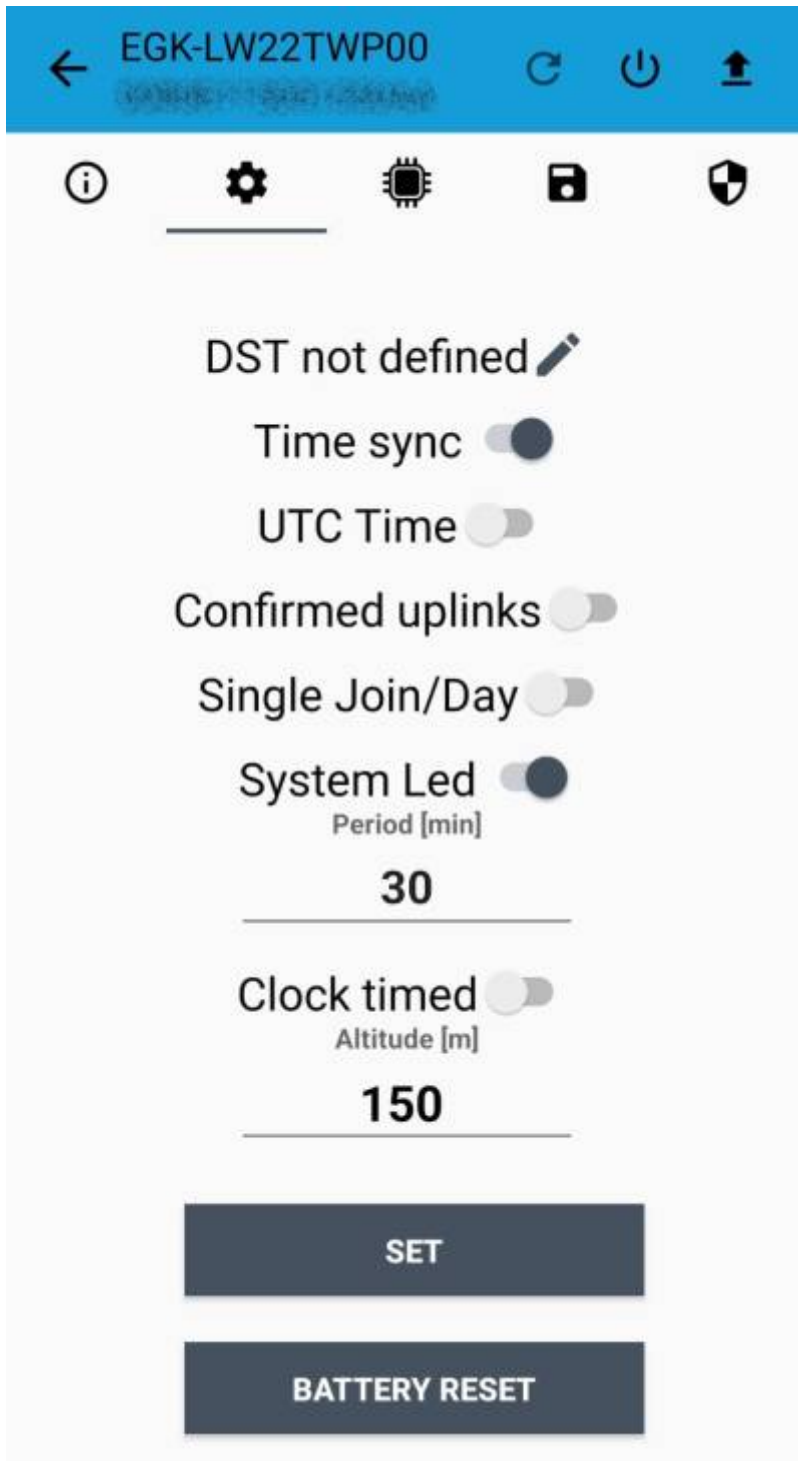 EGK-LW22TWP00
DST not defined
Time sync
UTC Time
Confirmed uplinks
Single Join/Day
System Led
Period [min]
30
Clock timed
Altitude [m]
150
SET
BATTERY RESET